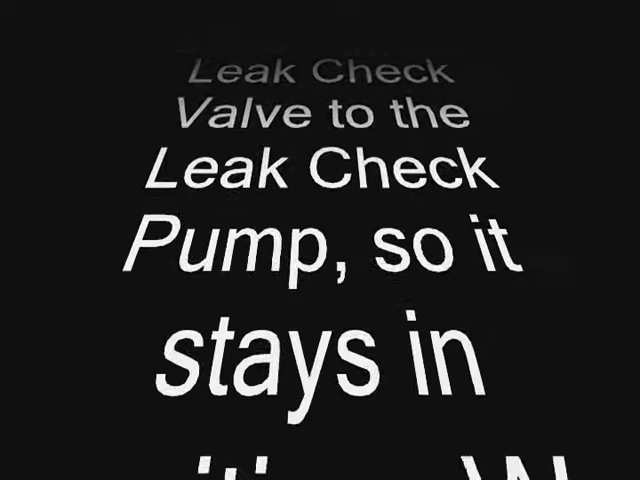 Leak Check
Valve to the
Leak Check
Pump, so it
stays in